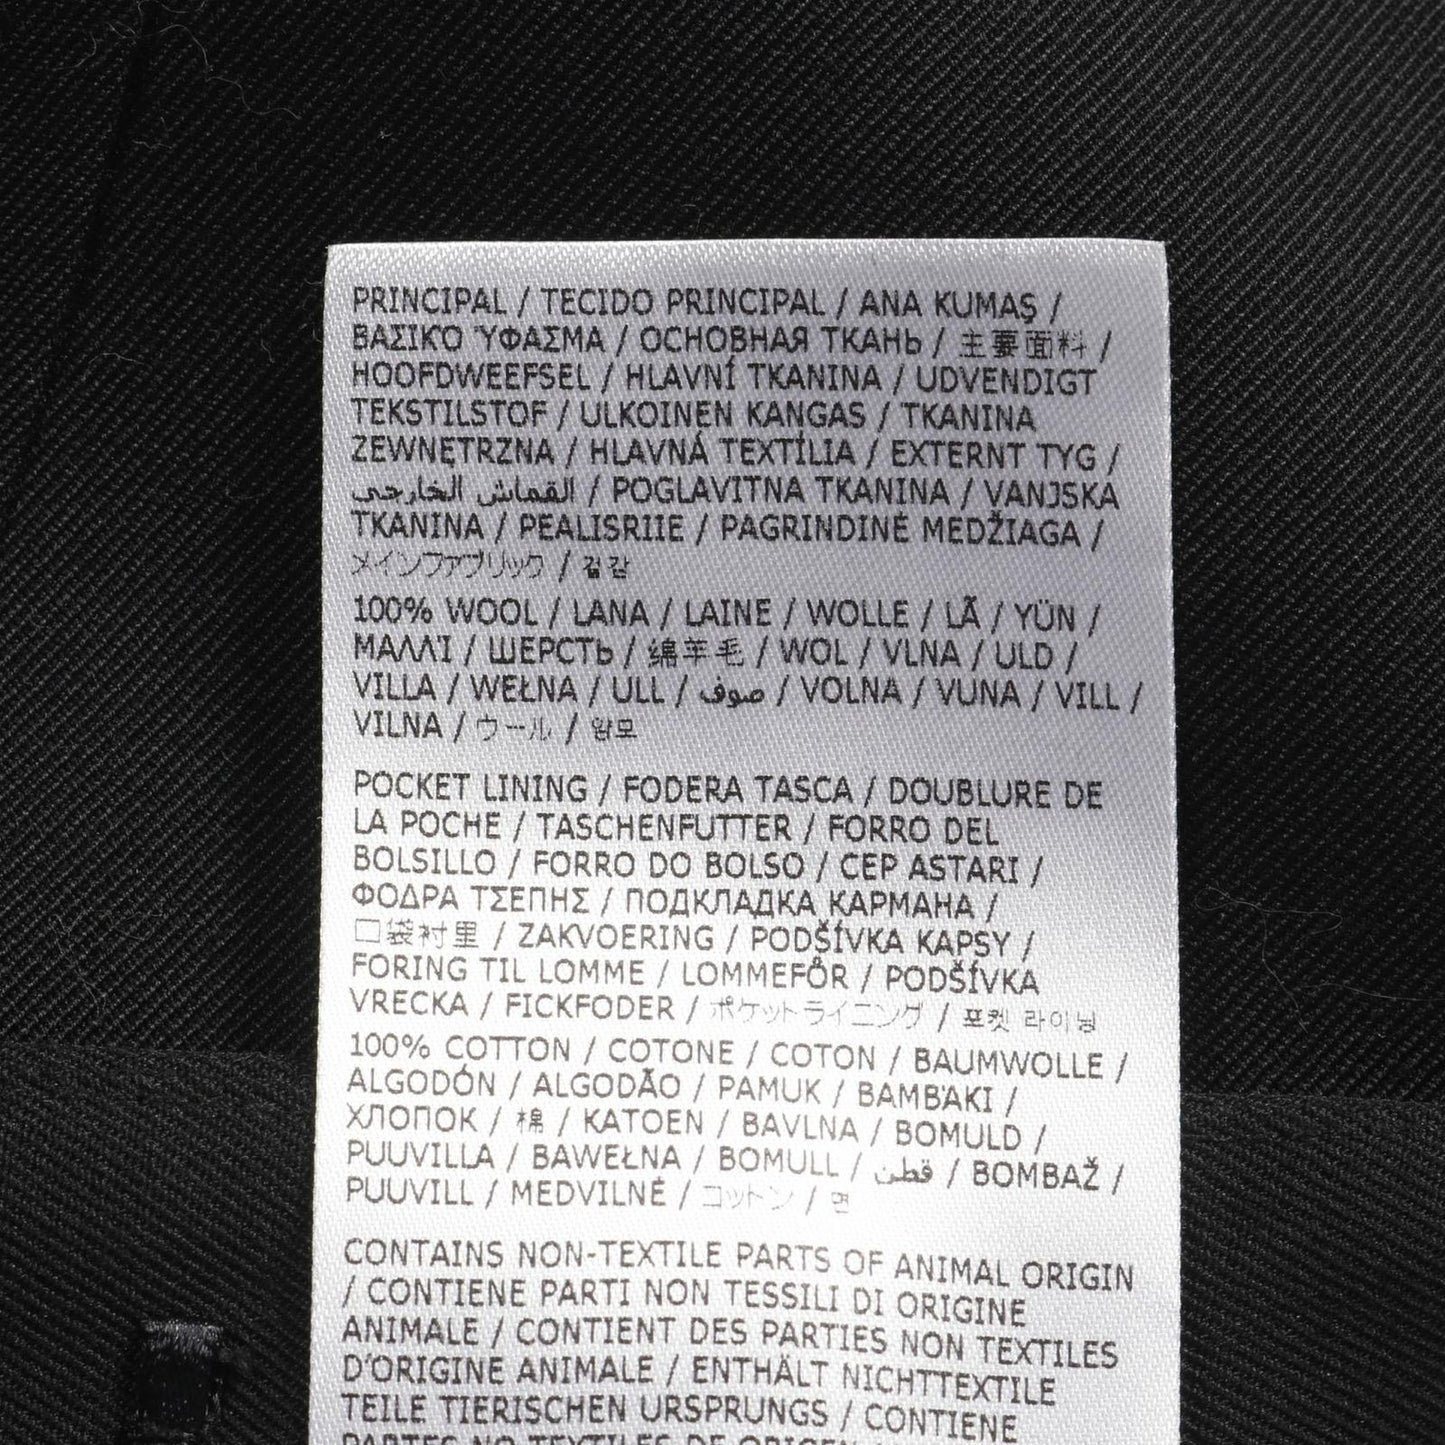 PRINCIPAL / TECIDO PRINCIPAL / ANA KUMAŞ /
ΒΑΣΙΚΌ ΎΦΑΣΜΑ / ОСНОВНАЯ ТКАНЬ / 主要面料 /
HOOFDWEEFSEL / HLAVNÍ TKANINA / UDVENDIGT
TEKSTILSTOF / ULKOINEN KANGAS / TKANINA
ZEWNĘTRZNA / HLAVNÁ TEXTÍLIA / EXTERNT TYG /
القماش الخارجي / POGLAVITNA TKANINA / VANJSKA
TKANINA / PEALISRIIE / PAGRINDINĖ MEDŽIAGA /
メインファブリック / 겉감
100% WOOL / LANA / LAINE / WOLLE / LÃ / YÜN /
ΜΑΛΛΊ / ШЕРСТЬ / 绵羊毛 / WOL / VLNA / ULD /
VILLA / WEŁNA / ULL / صوف / VOLNA / VUNA / VILL /
VILNA / ウール / 양모
POCKET LINING / FODERA TASCA / DOUBLURE DE
LA POCHE / TASCHENFUTTER / FORRO DEL
BOLSILLO / FORRO DO BOLSO / CEP ASTARI /
ΦΟΔΡΑ ΤΣΕΠΗΣ / ПОДКЛАДКА КАРМАНА /
口袋衬里 / ZAKVOERING / PODŠÍVKA KAPSY /
FORING TIL LOMME / LOMMEFÔR / PODŠÍVKA
VRECKA / FICKFODER / ポケットライニング / 포켓 라이닝
100% COTTON / COTONE / COTON / BAUMWOLLE /
ALGODÓN / ALGODÃO / PAMUK / ΒΑΜΒΆΚΙ /
ХЛОПОК / 棉 / KATOEN / BAVLNA / BOMULD /
PUUVILLA / BAWEŁNA / BOMULL / قطن / BOMBAŽ /
PUUVILL / MEDVILNĖ / コットン / 면
CONTAINS NON-TEXTILE PARTS OF ANIMAL ORIGIN
/ CONTIENE PARTI NON TESSILI DI ORIGINE
ANIMALE / CONTIENT DES PARTIES NON TEXTILES
D'ORIGINE ANIMALE / ENTHÄLT NICHTTEXTILE
TEILE TIERISCHEN URSPRUNGS / CONTIENE
PARTES NO TEXTILES DE ORIGEN